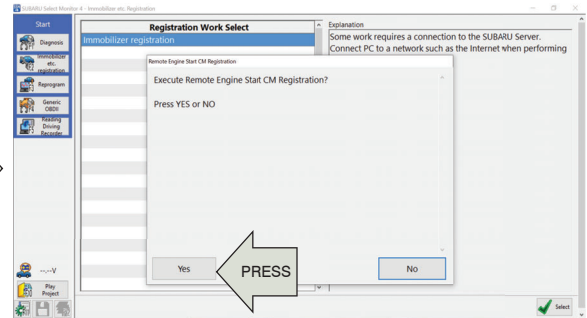 SUBARU Select Monitor 4 - Immobilizer etc. Registration
Start
Diagnosis
Immobilizer
etc.
registration
Reprogram
Generic
OBDII
Reading
Driving
Recorder
--.--V
Play
Project
Registration Work Select
Immobilizer registration
Explanation
Some work requires a connection to the SUBARU Server.
Connect PC to a network such as the Internet when performing
Remote Engine Start CM Registration
Execute Remote Engine Start CM Registration?
Press YES or NO
Yes
PRESS
No
Select